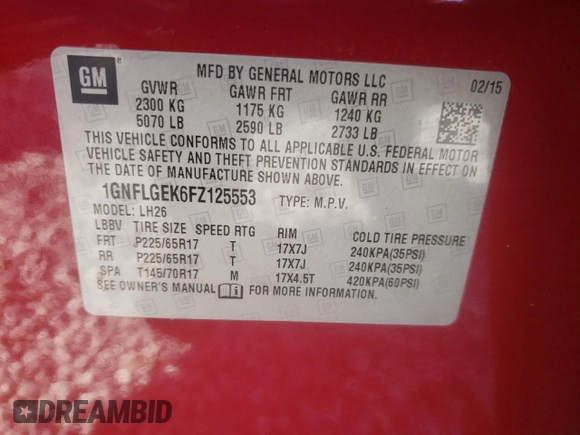 GM
MFD BY GENERAL MOTORS LLC 02/15
GVWR GAWR FRT GAWR RR
2300 KG 1175 KG 1240 KG
5070 LB 2590 LB 2733 LB
THIS VEHICLE CONFORMS TO ALL APPLICABLE U.S. FEDERAL MOTOR
VEHICLE SAFETY AND THEFT PREVENTION STANDARDS IN EFFECT ON
THE DATE OF MANUFACTURE SHOWN ABOVE.
1GNFLGEK6FZ125553 TYPE: M.P.V.
MODEL: LH26
LBBV TIRE SIZE SPEED RTG RIM
FRT P225/65R17 T 17X7J 240KPA(35PSI)
RR P225/65R17 T 17X7J 240KPA(35PSI)
SPA T145/70R17 M 17X4.5T 420KPA(60PSI)
SEE OWNER'S MANUAL FOR MORE INFORMATION.
DREAMBID